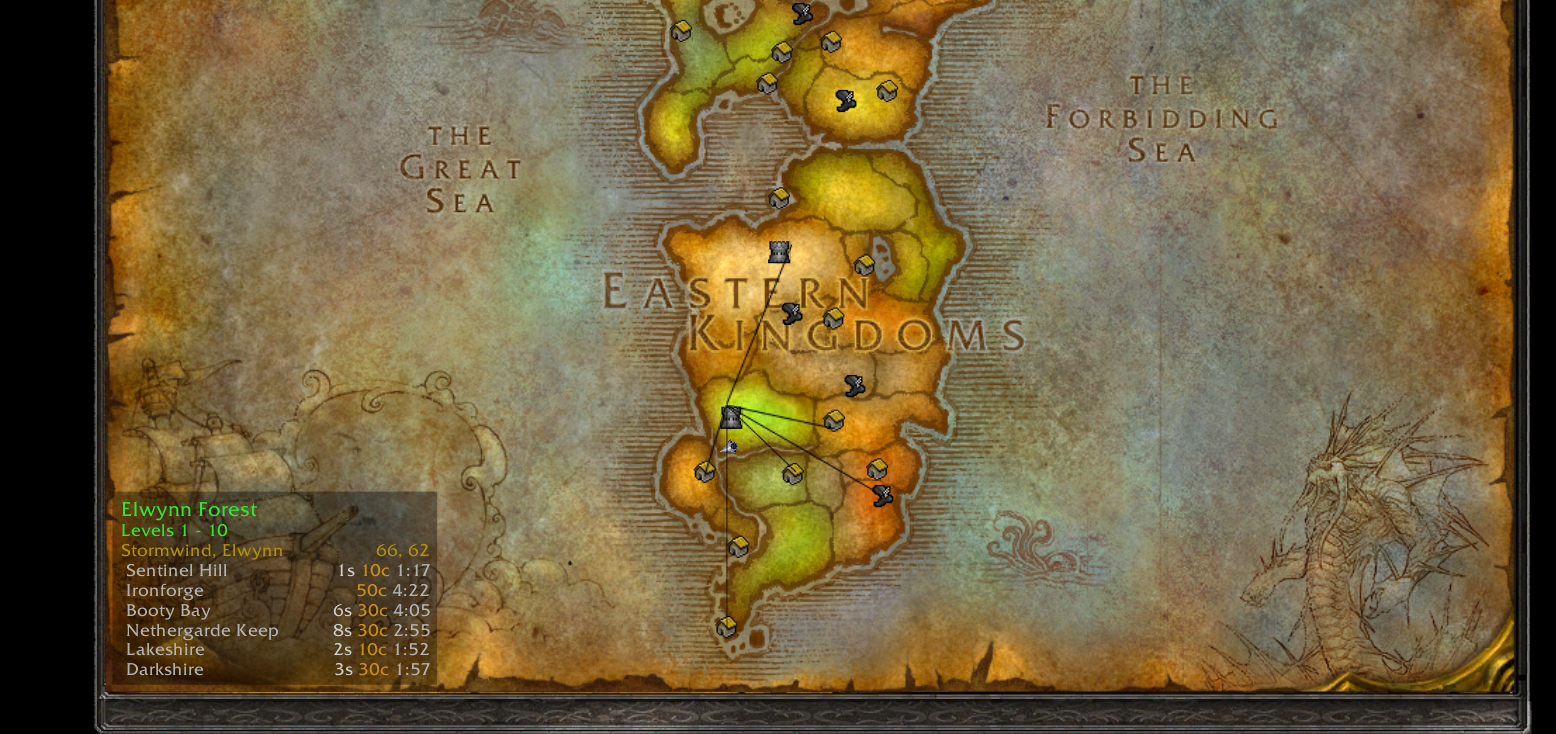 THE
GREAT
SEA
THE
FORBIDDING
SEA
EASTERN
KINGDOMS
Elwynn Forest
Levels 1 - 10
Stormwind, Elwynn 66, 62
Sentinel Hill 1s 10c 1:17
Ironforge 50c 4:22
Booty Bay 6s 30c 4:05
Nethergarde Keep 8s 30c 2:55
Lakeshire 2s 10c 1:52
Darkshire 3s 30c 1:57